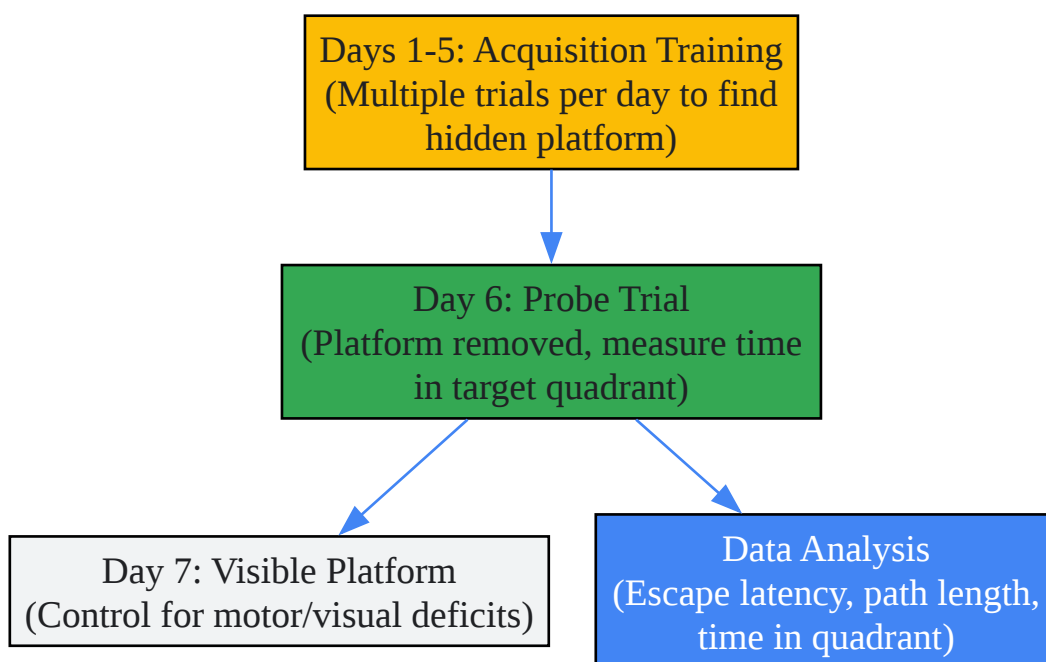 Days 1-5: Acquisition Training
(Multiple trials per day to find
hidden platform)
Day 6: Probe Trial
(Platform removed, measure time
in target quadrant)
Day 7: Visible Platform
(Control for motor/visual deficits)
Data Analysis
(Escape latency, path length,
time in quadrant)